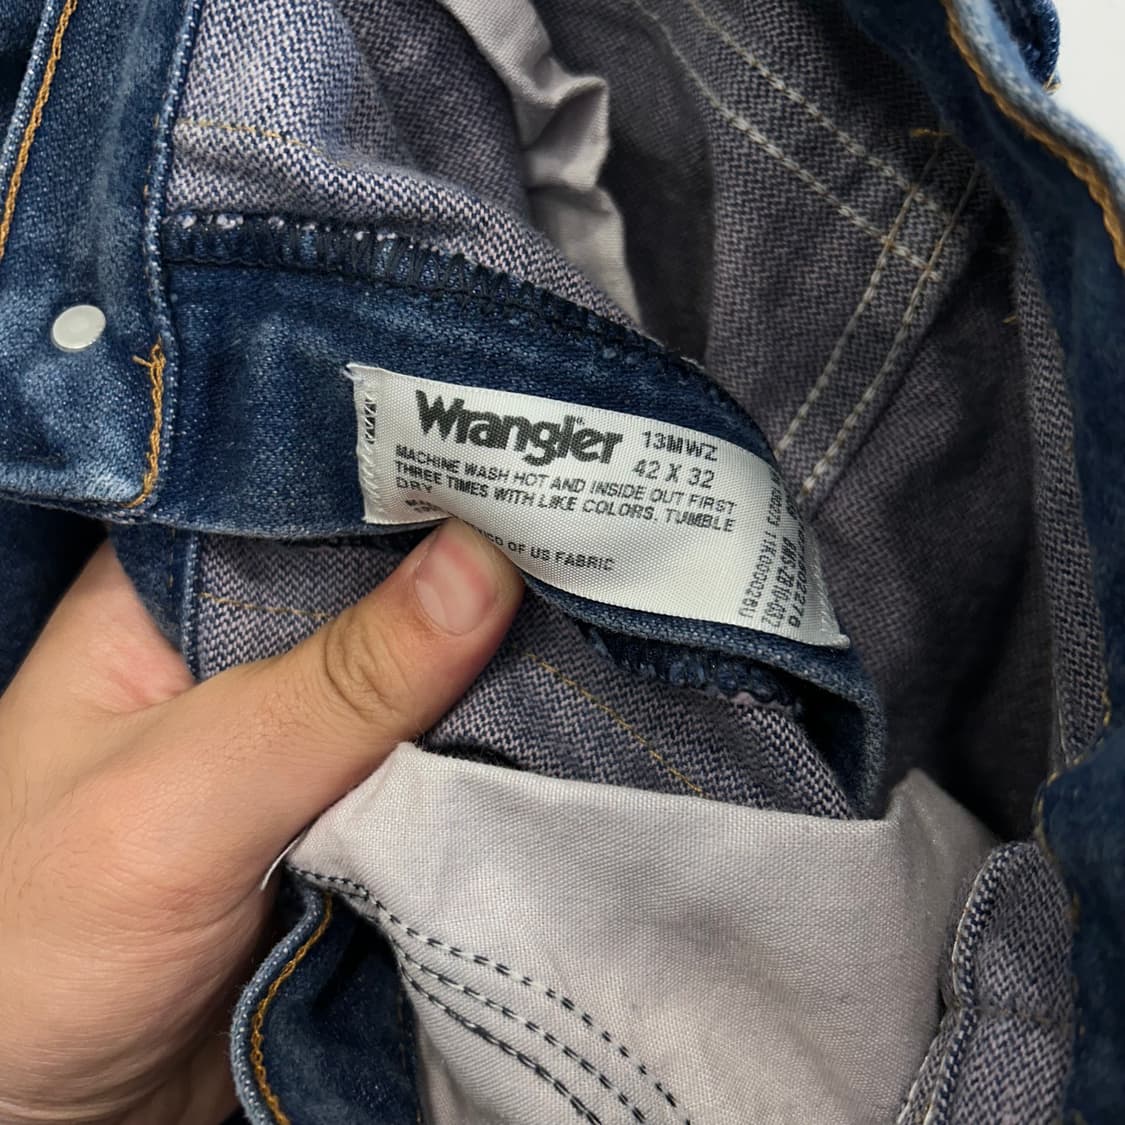 Wrangler
13MWZ
42 X 32
MACHINE WASH HOT AND INSIDE OUT FIRST
THREE TIMES WITH LIKE COLORS. TUMBLE
DRY
OF US FABRIC